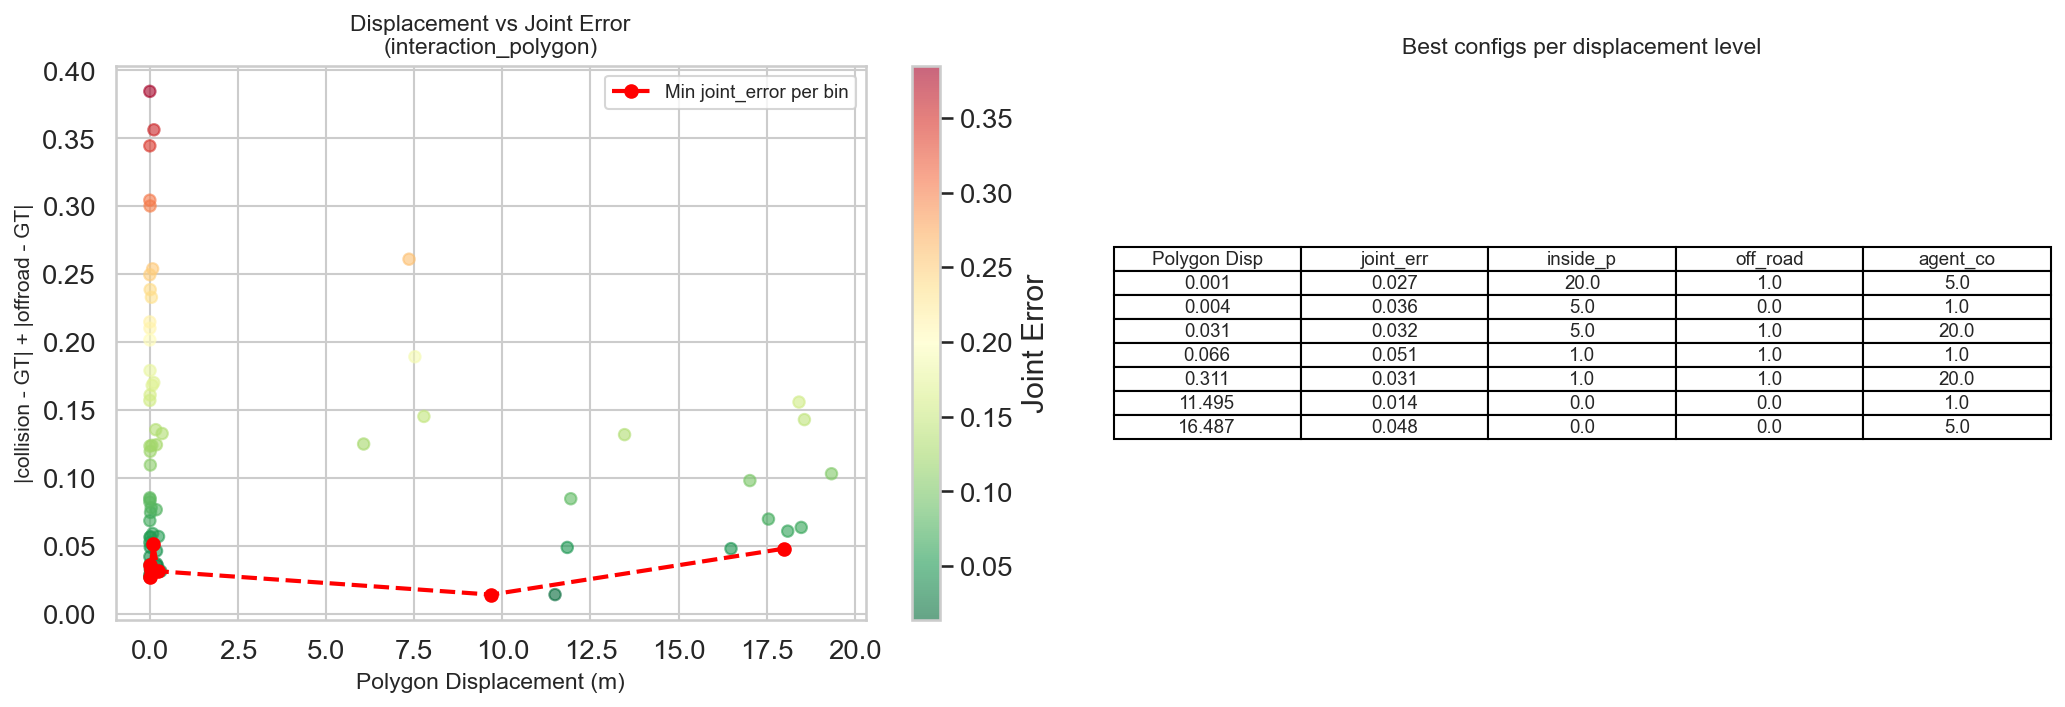 Displacement vs Joint Error
(interaction_polygon)
|collision - GT| + |offroad - GT|
0.40
0.35
0.30
0.25
0.20
0.15
0.10
0.05
0.00
Min joint_error per bin
0.0 2.5 5.0 7.5 10.0 12.5 15.0 17.5 20.0
Polygon Displacement (m)
0.35
0.30
0.25
0.20
0.15
0.10
0.05
Joint Error
Best configs per displacement level
Polygon Disp joint_err inside_p off_road agent_co
0.001 0.027 20.0 1.0 5.0
0.004 0.036 5.0 0.0 1.0
0.031 0.032 5.0 1.0 20.0
0.066 0.051 1.0 1.0 1.0
0.311 0.031 1.0 1.0 20.0
11.495 0.014 0.0 0.0 1.0
16.487 0.048 0.0 0.0 5.0